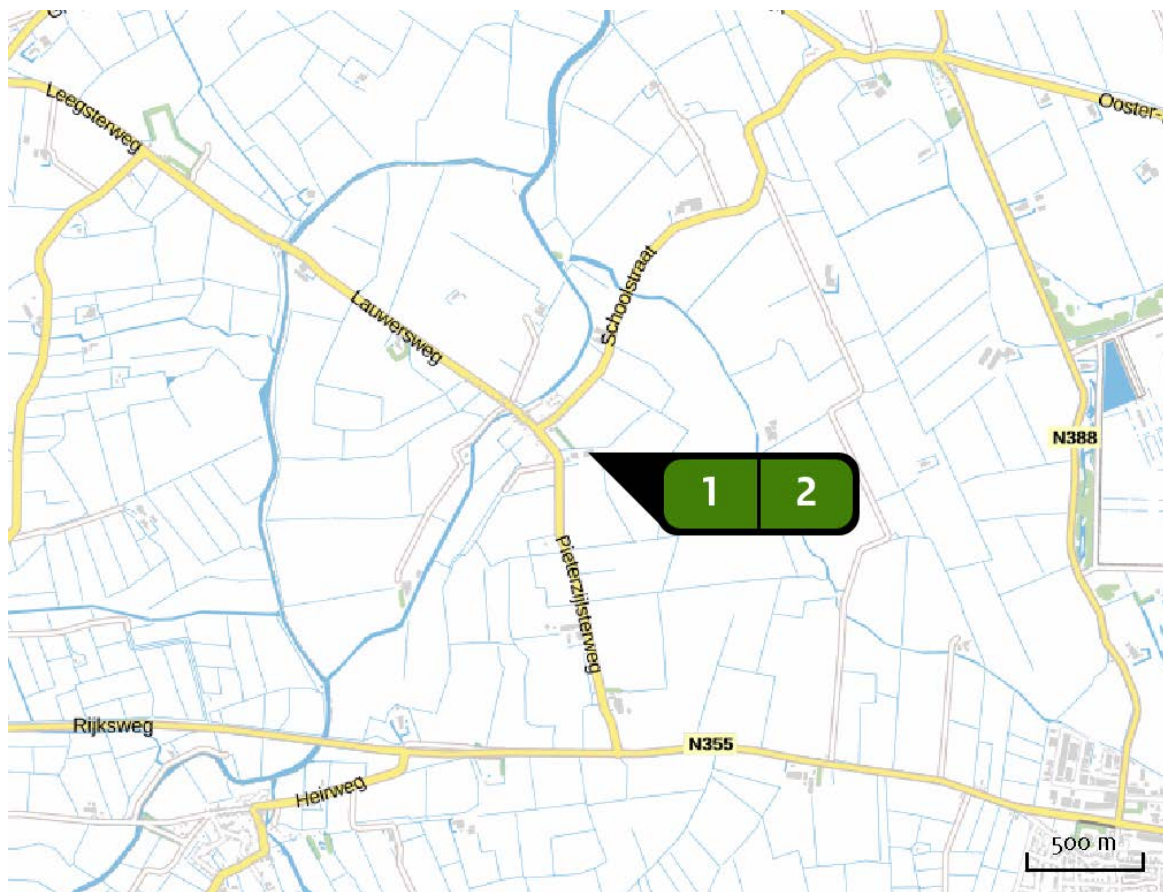 Leegsterweg
Ooster-
Schoolstraat
Lauwersweg
N388
1 2
Pieterzijlsterweg
Rijksweg
N355
Heirweg
500 m